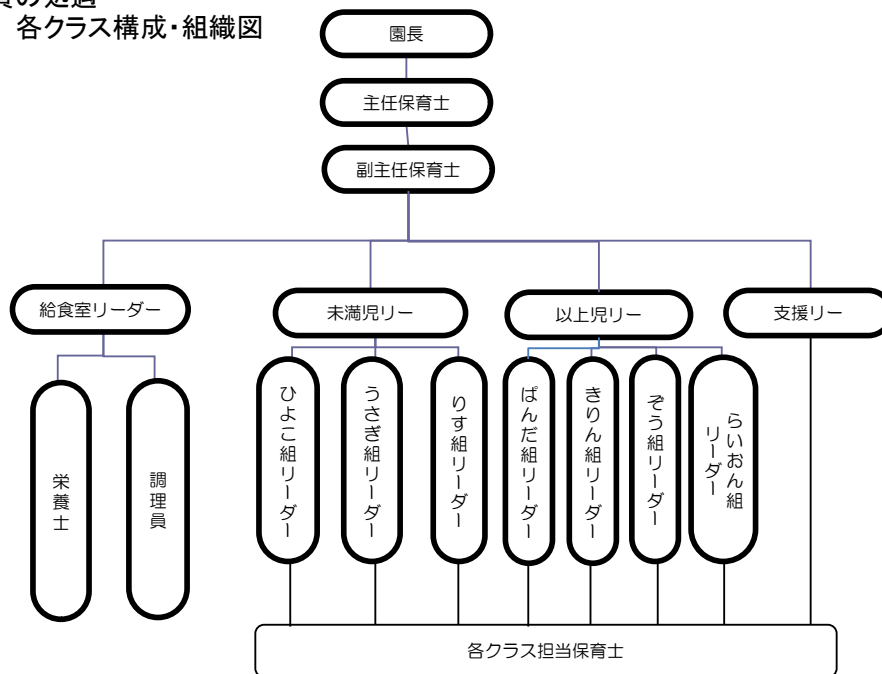 各クラス構成・組織図
園長
主任保育士
副主任保育士
給食室リーダー
未満児リー
以上児リー
支援リー
栄養士
調理員
ひよこ組リーダー
うさぎ組リーダー
りす組リーダー
ぱんだ組リーダー
きりん組リーダー
ぞう組リーダー
らいおん組
リーダー
各クラス担当保育士